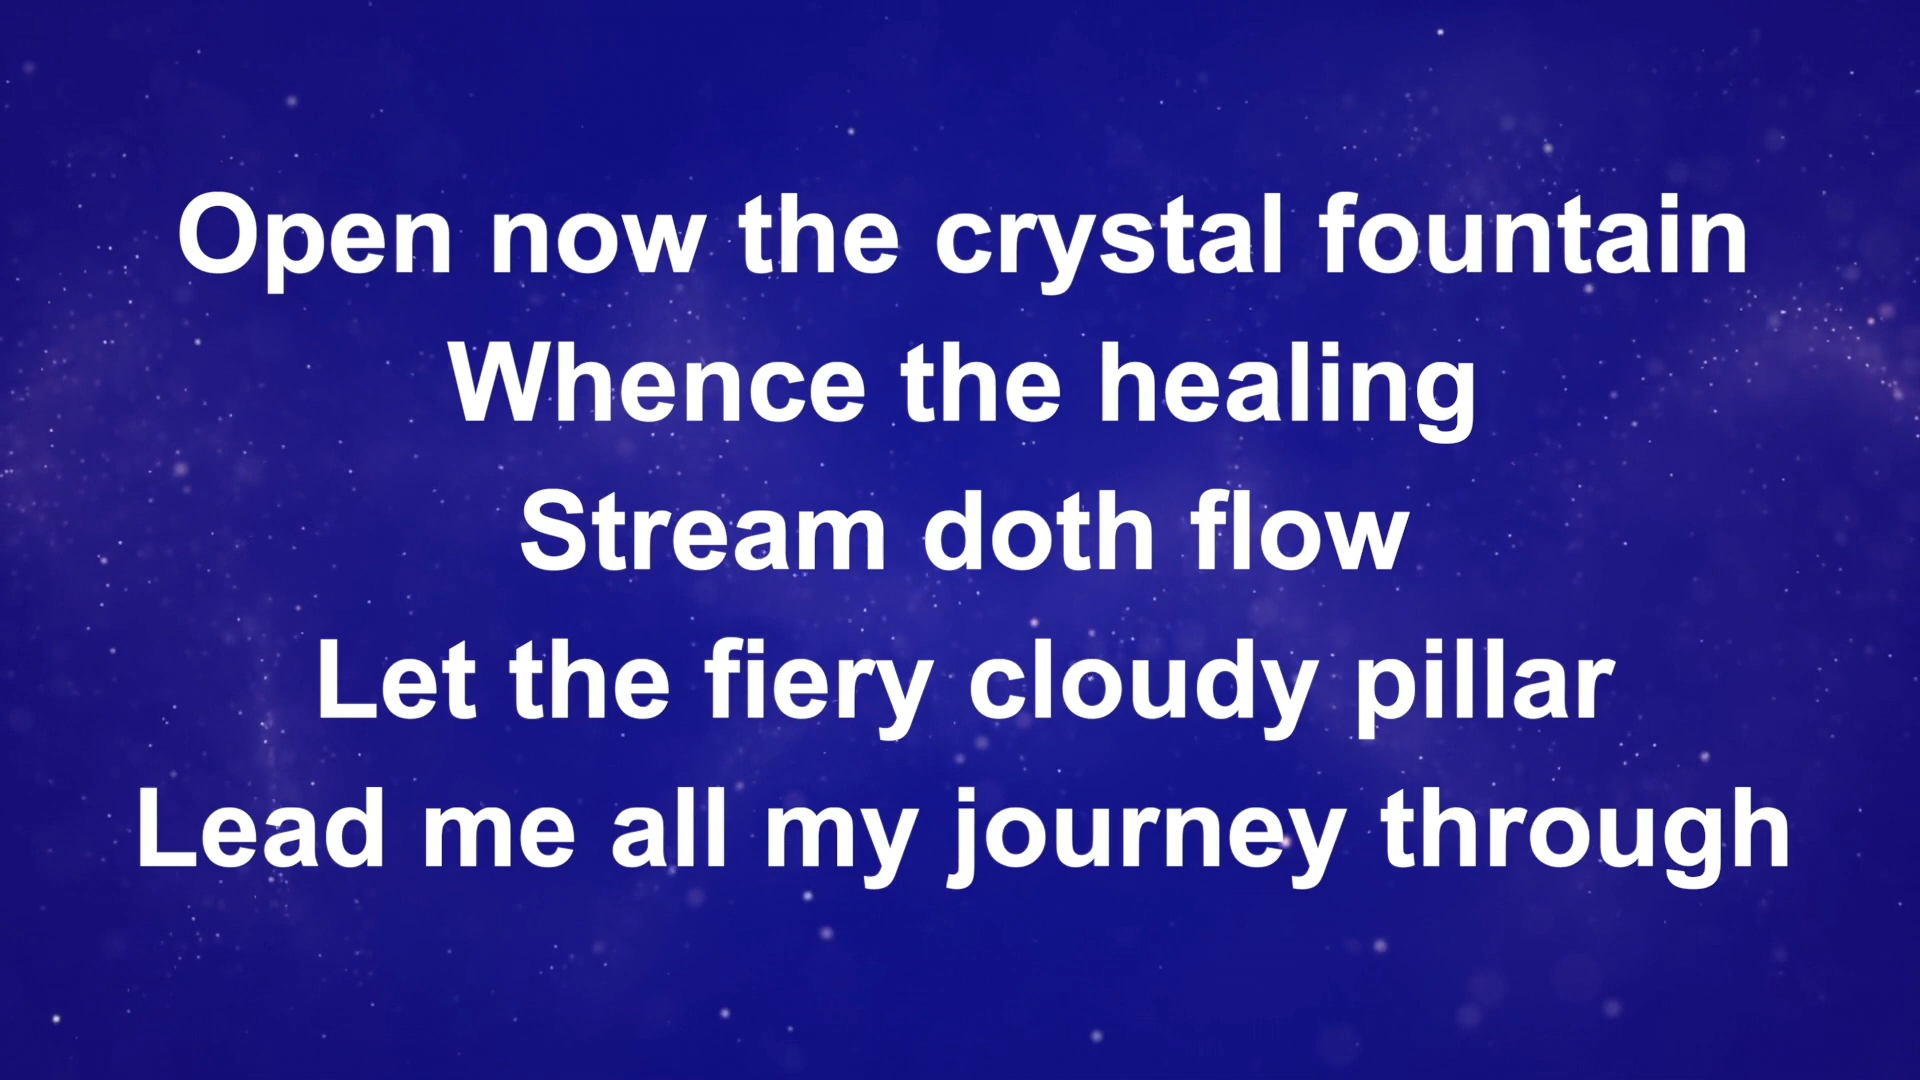 Open now the crystal fountain
Whence the healing
Stream doth flow
Let the fiery cloudy pillar
Lead me all my journey through